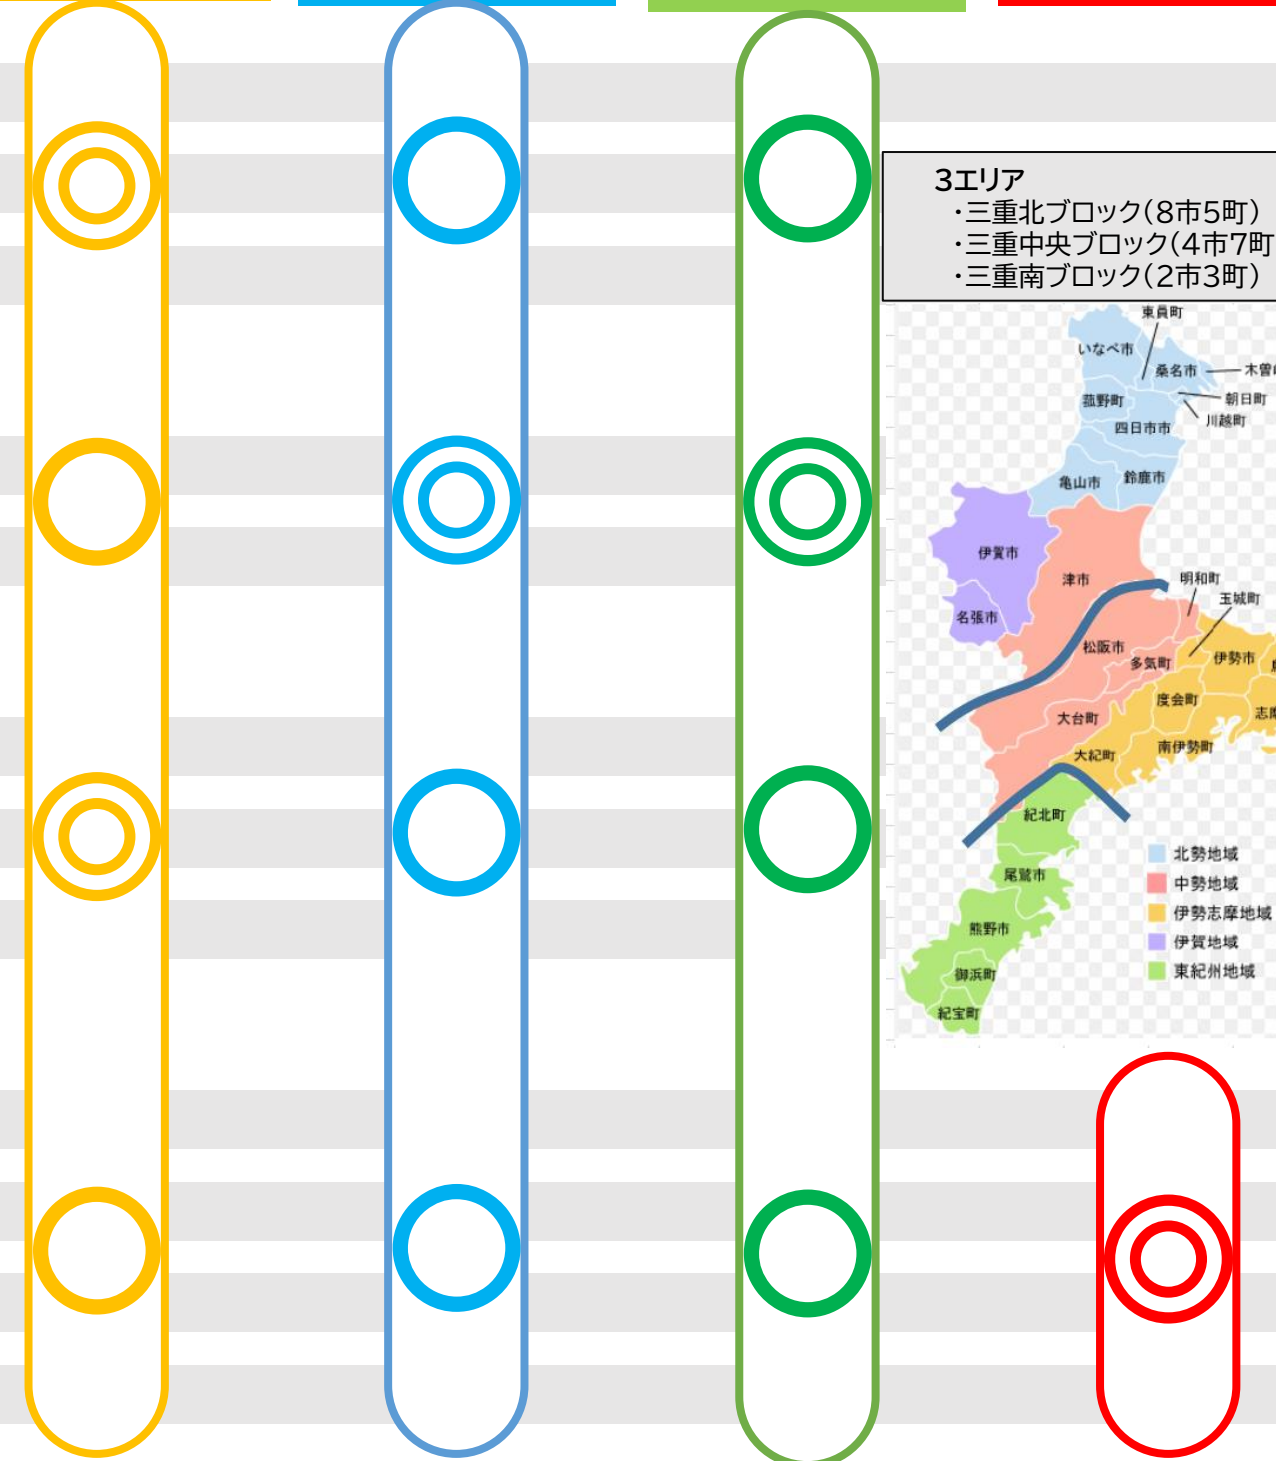 3エリア
・三重北ブロック(8市5町)
・三重中央ブロック(4市7町
・三重南ブロック(2市3町)
東員町
いなべ市
桑名市
木曽
朝日町
菰野町
川越町
四日市市
亀山市
鈴鹿市
伊賀市
津市
明和町
玉城町
名張市
松阪市
多気町
伊勢市
度会町
志摩
大台町
南伊勢町
大紀町
紀北町
北勢地域
尾鷲市
中勢地域
伊勢志摩地域
熊野市
伊賀地域
御浜町
東紀州地域
紀宝町